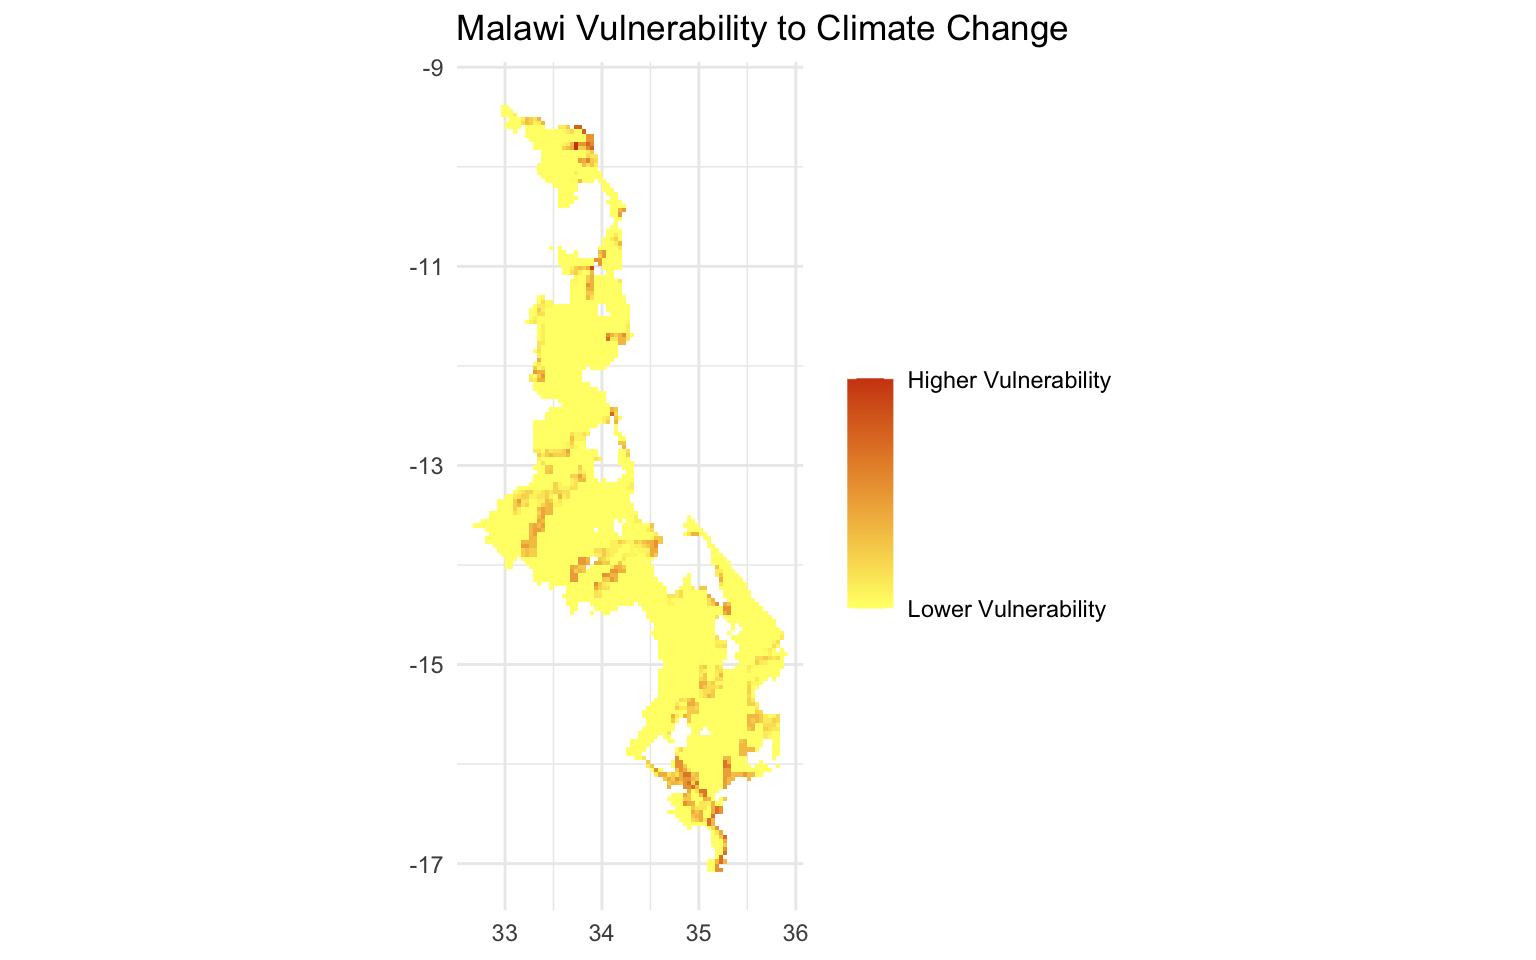 Malawi Vulnerability to Climate Change
-9
-11
-13
-15
-17
33 34 35 36
Higher Vulnerability
Lower Vulnerability